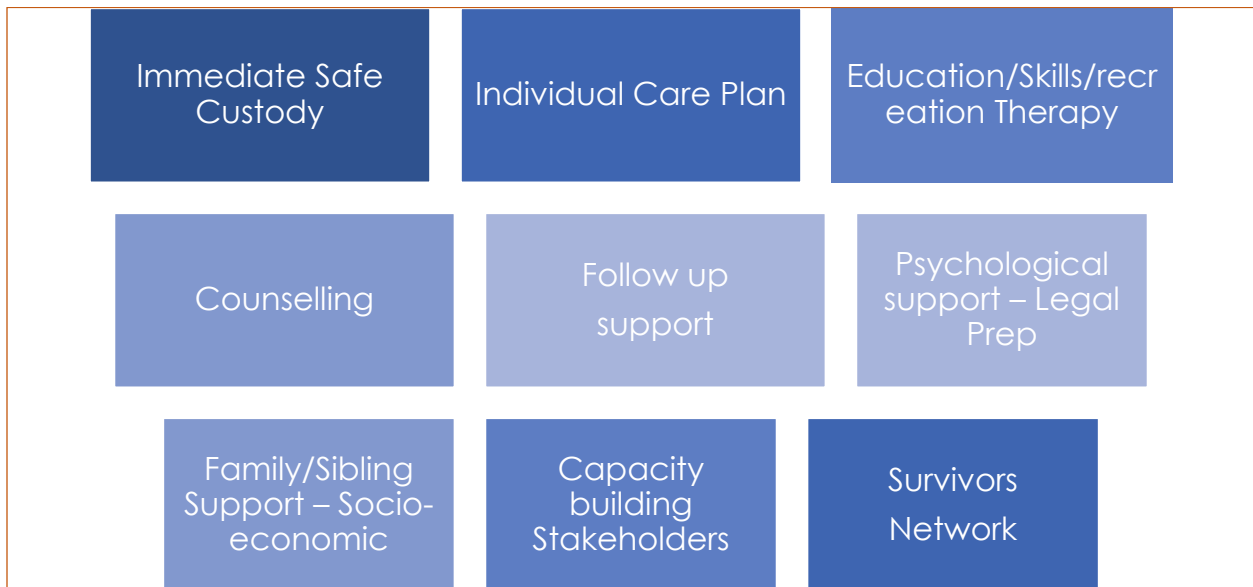 Immediate Safe
Custody
Individual Care Plan
Education/Skills/recr
eation Therapy
Counselling
Follow up
support
Psychological
support – Legal
Prep
Family/Sibling
Support – Socio-
economic
Capacity
building
Stakeholders
Survivors
Network